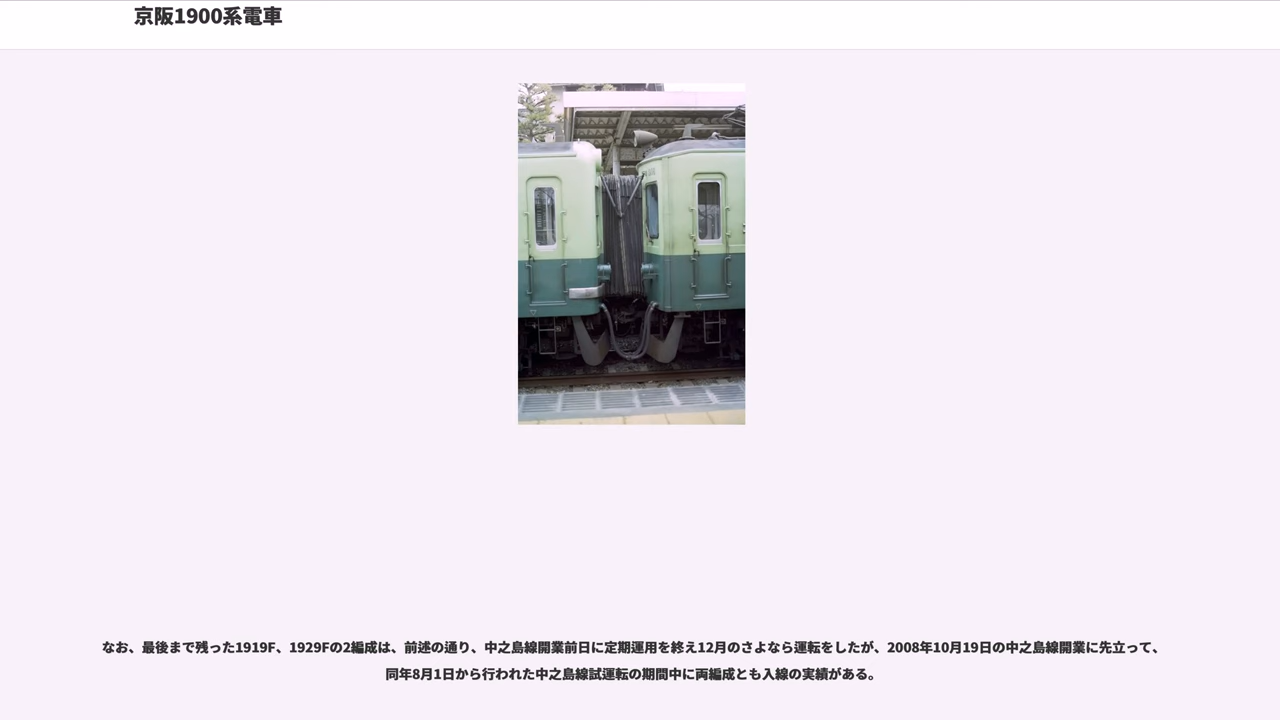 京阪1900系電車
なお、最後まで残った1919F、1929Fの2編成は、前述の通り、中之島線開業前日に定期運用を終え12月のさよなら運転をしたが、2008年10月19日の中之島線開業に先立って、
同年8月1日から行われた中之島線試運転の期間中に両編成とも入線の実績がある。